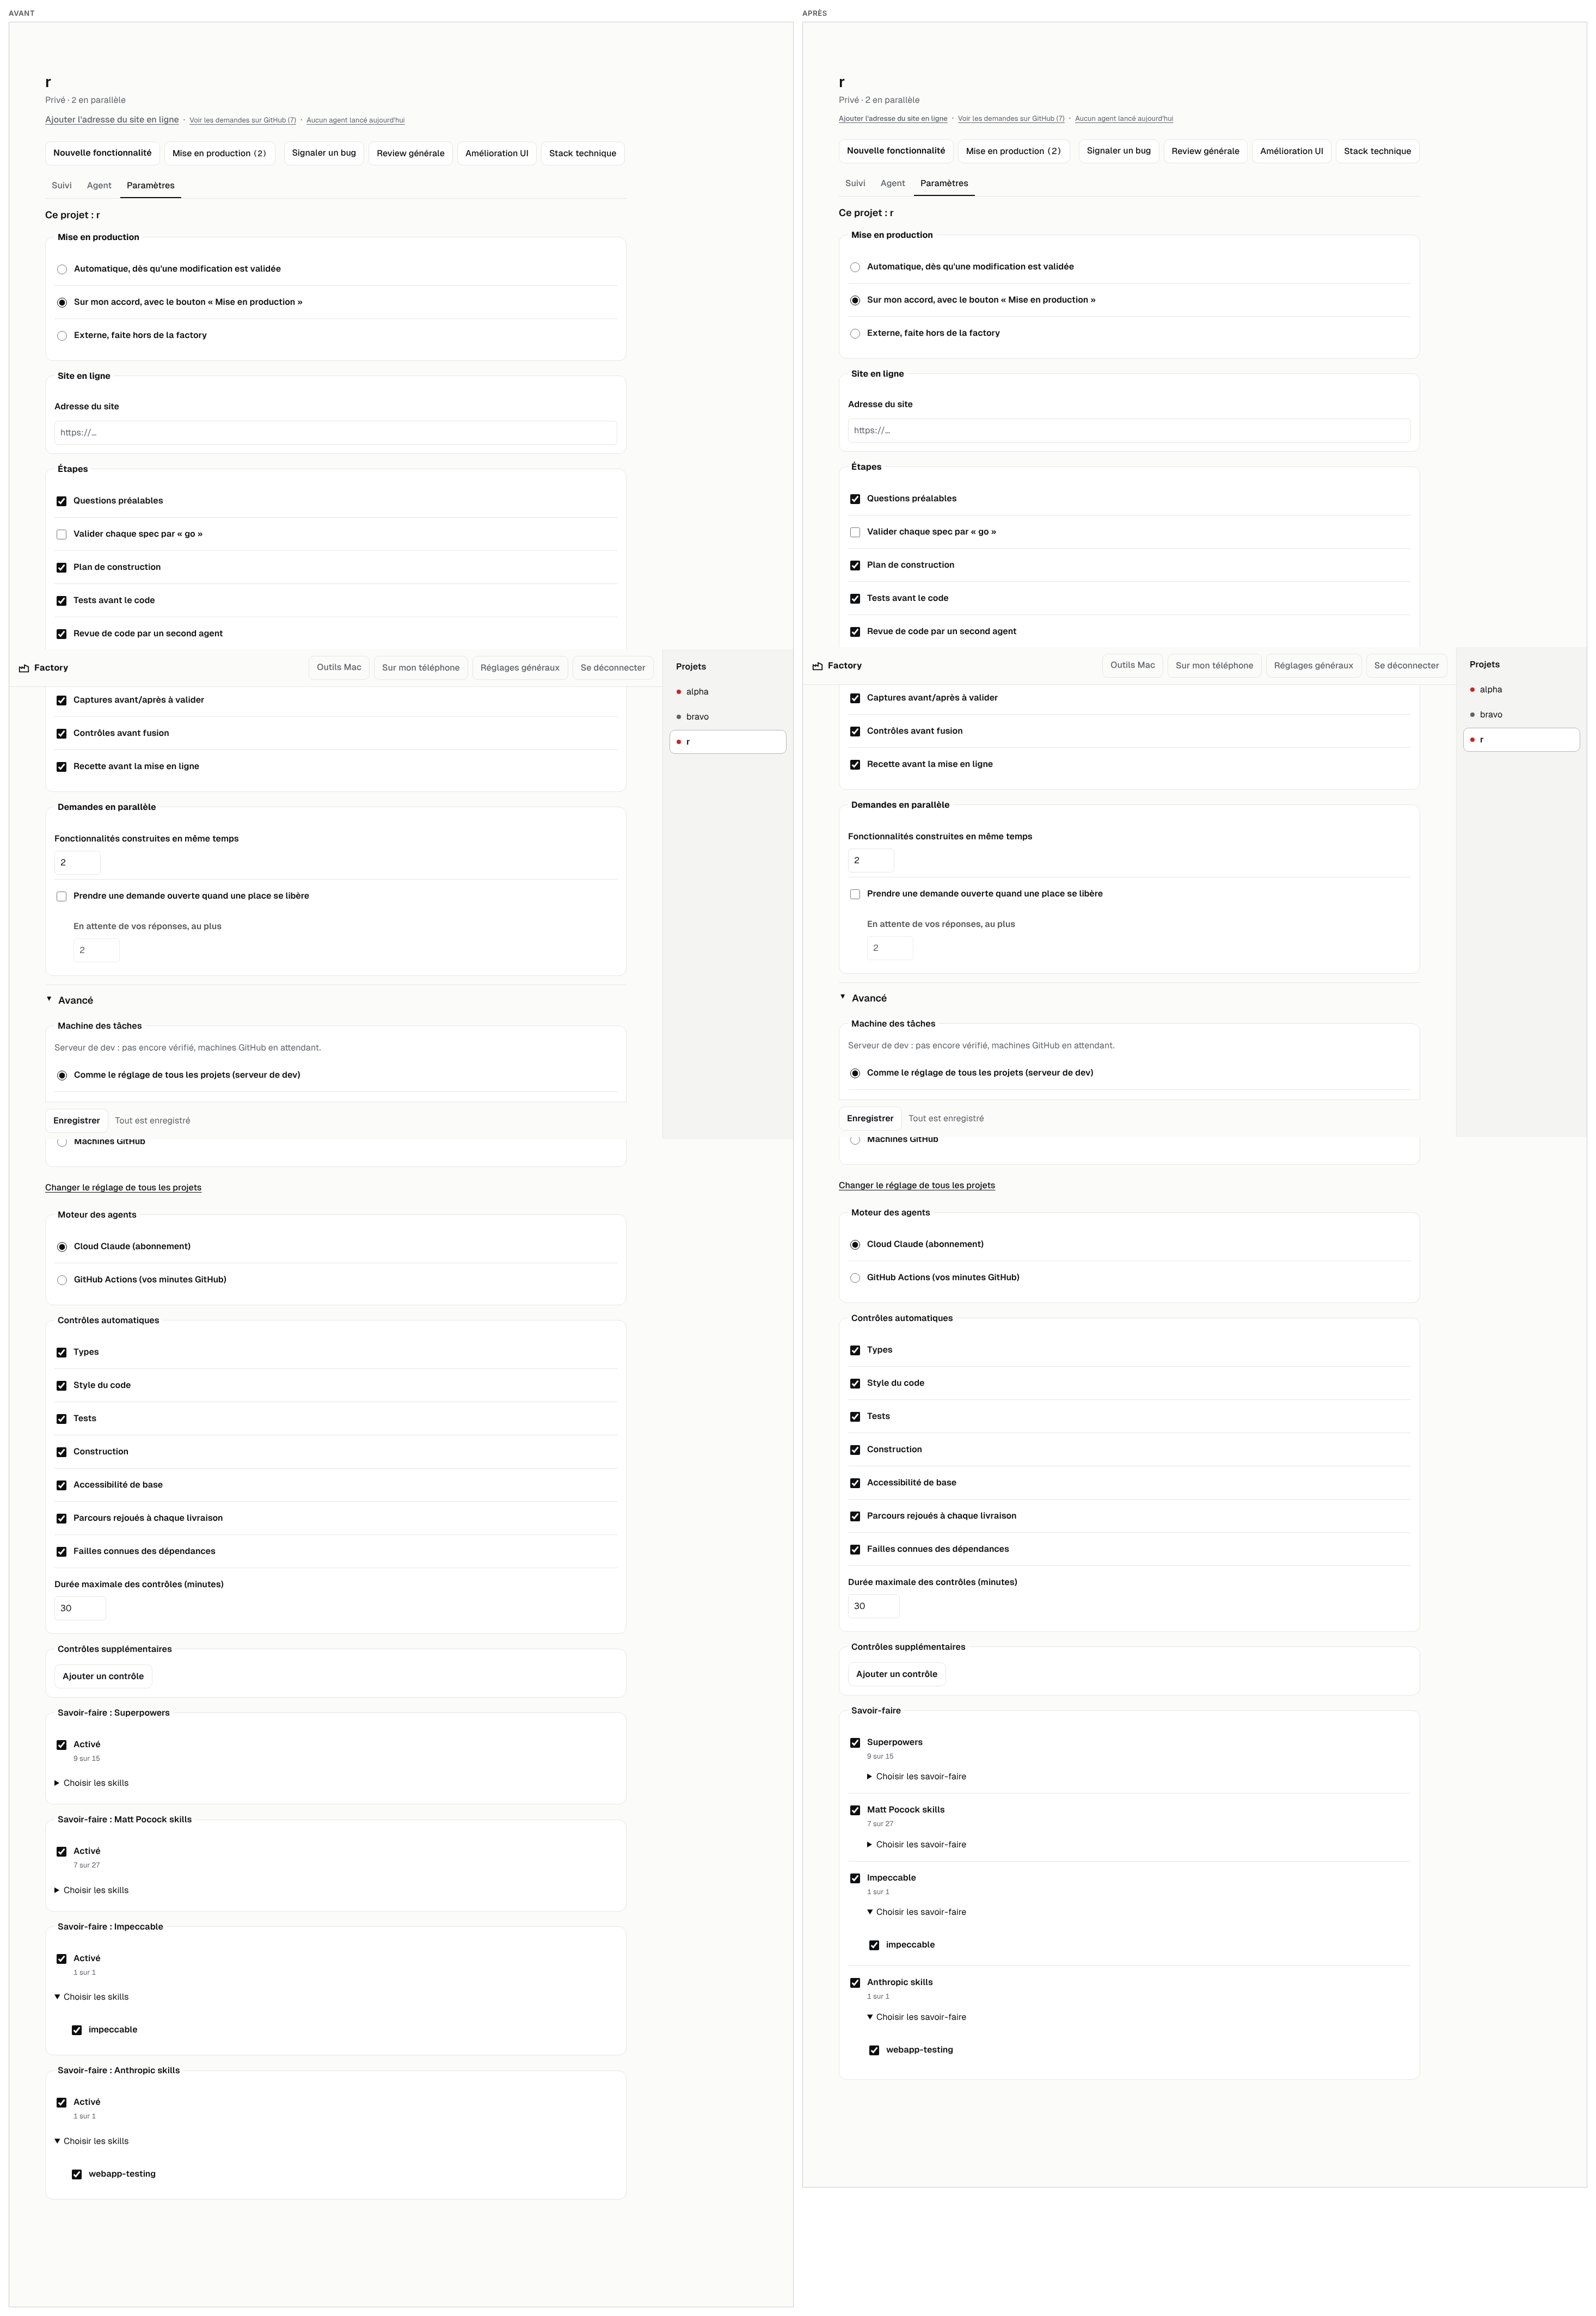 AVANT
r
Privé · 2 en parallèle
Ajouter l'adresse du site en ligne · Voir les demandes sur GitHub (7) · Aucun agent lancé aujourd'hui
Nouvelle fonctionnalité Mise en production (2) Signaler un bug Review générale Amélioration UI Stack technique
Suivi Agent Paramètres
Ce projet : r
Mise en production
Automatique, dès qu'une modification est validée
Sur mon accord, avec le bouton « Mise en production »
Externe, faite hors de la factory
Site en ligne
Adresse du site
https://…
Étapes
Questions préalables
Valider chaque spec par « go »
Plan de construction
Tests avant le code
Revue de code par un second agent
Factory Outils Mac Sur mon téléphone Réglages généraux Se déconnecter
Projets
alpha
bravo
r
Captures avant/après à valider
Contrôles avant fusion
Recette avant la mise en ligne
Demandes en parallèle
Fonctionnalités construites en même temps
2
Prendre une demande ouverte quand une place se libère
En attente de vos réponses, au plus
2
Avancé
Machine des tâches
Serveur de dev : pas encore vérifié, machines GitHub en attendant.
Comme le réglage de tous les projets (serveur de dev)
Enregistrer Tout est enregistré
Machines GitHub
Changer le réglage de tous les projets
Moteur des agents
Cloud Claude (abonnement)
GitHub Actions (vos minutes GitHub)
Contrôles automatiques
Types
Style du code
Tests
Construction
Accessibilité de base
Parcours rejoués à chaque livraison
Failles connues des dépendances
Durée maximale des contrôles (minutes)
30
Contrôles supplémentaires
Ajouter un contrôle
Savoir-faire : Superpowers
Activé
9 sur 15
Choisir les skills
Savoir-faire : Matt Pocock skills
Activé
7 sur 27
Choisir les skills
Savoir-faire : Impeccable
Activé
1 sur 1
Choisir les skills
impeccable
Savoir-faire : Anthropic skills
Activé
1 sur 1
Choisir les skills
webapp-testing
APRÈS
r
Privé · 2 en parallèle
Ajouter l'adresse du site en ligne · Voir les demandes sur GitHub (7) · Aucun agent lancé aujourd'hui
Nouvelle fonctionnalité Mise en production (2) Signaler un bug Review générale Amélioration UI Stack technique
Suivi Agent Paramètres
Ce projet : r
Mise en production
Automatique, dès qu'une modification est validée
Sur mon accord, avec le bouton « Mise en production »
Externe, faite hors de la factory
Site en ligne
Adresse du site
https://…
Étapes
Questions préalables
Valider chaque spec par « go »
Plan de construction
Tests avant le code
Revue de code par un second agent
Factory Outils Mac Sur mon téléphone Réglages généraux Se déconnecter
Projets
alpha
bravo
r
Captures avant/après à valider
Contrôles avant fusion
Recette avant la mise en ligne
Demandes en parallèle
Fonctionnalités construites en même temps
2
Prendre une demande ouverte quand une place se libère
En attente de vos réponses, au plus
2
Avancé
Machine des tâches
Serveur de dev : pas encore vérifié, machines GitHub en attendant.
Comme le réglage de tous les projets (serveur de dev)
Enregistrer Tout est enregistré
Machines GitHub
Changer le réglage de tous les projets
Moteur des agents
Cloud Claude (abonnement)
GitHub Actions (vos minutes GitHub)
Contrôles automatiques
Types
Style du code
Tests
Construction
Accessibilité de base
Parcours rejoués à chaque livraison
Failles connues des dépendances
Durée maximale des contrôles (minutes)
30
Contrôles supplémentaires
Ajouter un contrôle
Savoir-faire
Superpowers
9 sur 15
Choisir les savoir-faire
Matt Pocock skills
7 sur 27
Choisir les savoir-faire
Impeccable
1 sur 1
Choisir les savoir-faire
impeccable
Anthropic skills
1 sur 1
Choisir les savoir-faire
webapp-testing